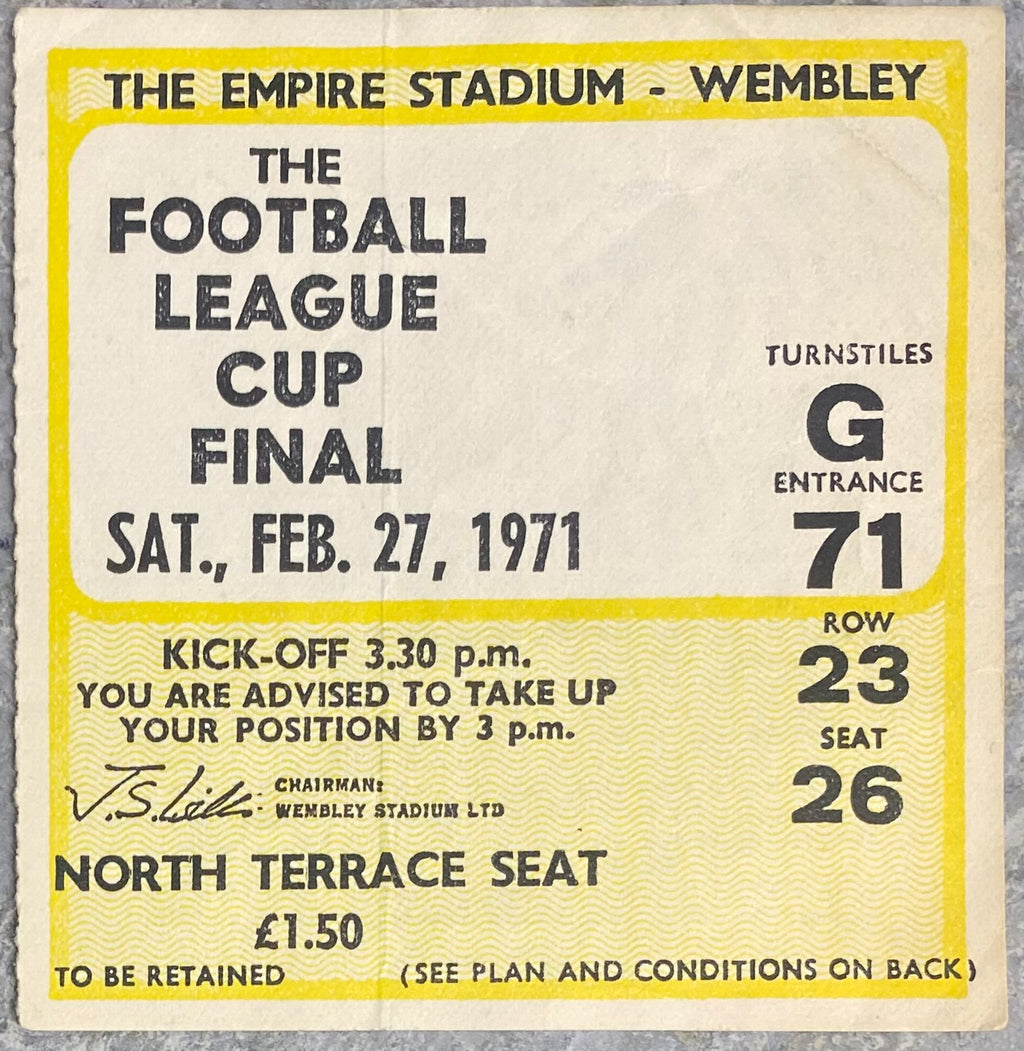 THE EMPIRE STADIUM - WEMBLEY
THE
FOOTBALL
LEAGUE
CUP
FINAL
SAT., FEB. 27, 1971
TURNSTILES
G
ENTRANCE
71
ROW
23
SEAT
26
KICK-OFF 3.30 p.m.
YOU ARE ADVISED TO TAKE UP
YOUR POSITION BY 3 p.m.
CHAIRMAN:
WEMBLEY STADIUM LTD
NORTH TERRACE SEAT
£1.50
TO BE RETAINED
(SEE PLAN AND CONDITIONS ON BACK)